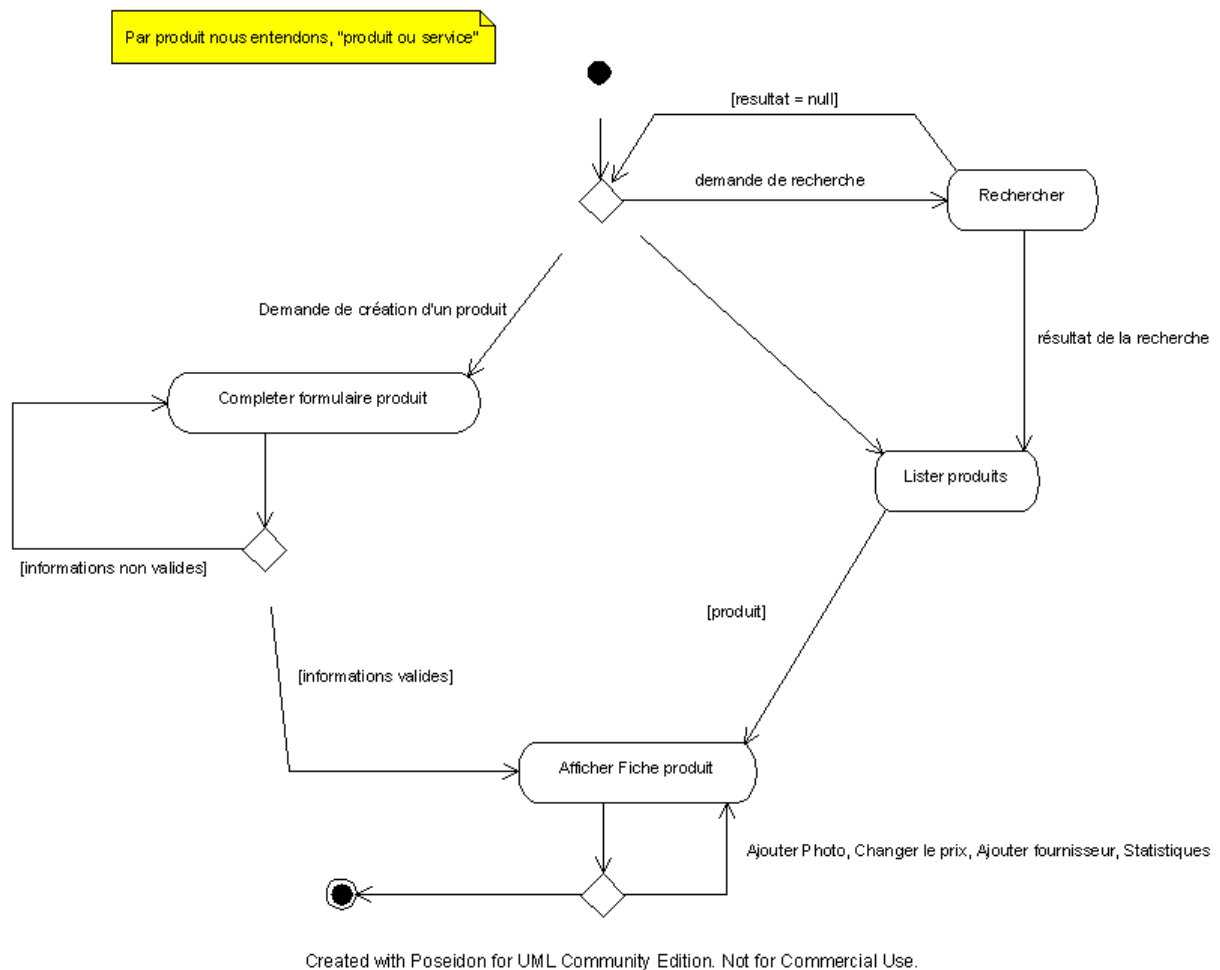 Par produit nous entendons, "produit ou service"
[resultat = null]
demande de recherche
Rechercher
Demande de création d'un produit
résultat de la recherche
Completer formulaire produit
Lister produits
[informations non valides]
[produit]
[informations valides]
Afficher Fiche produit
Ajouter Photo, Changer le prix, Ajouter fournisseur, Statistiques
Created with Poseidon for UML Community Edition. Not for Commercial Use.